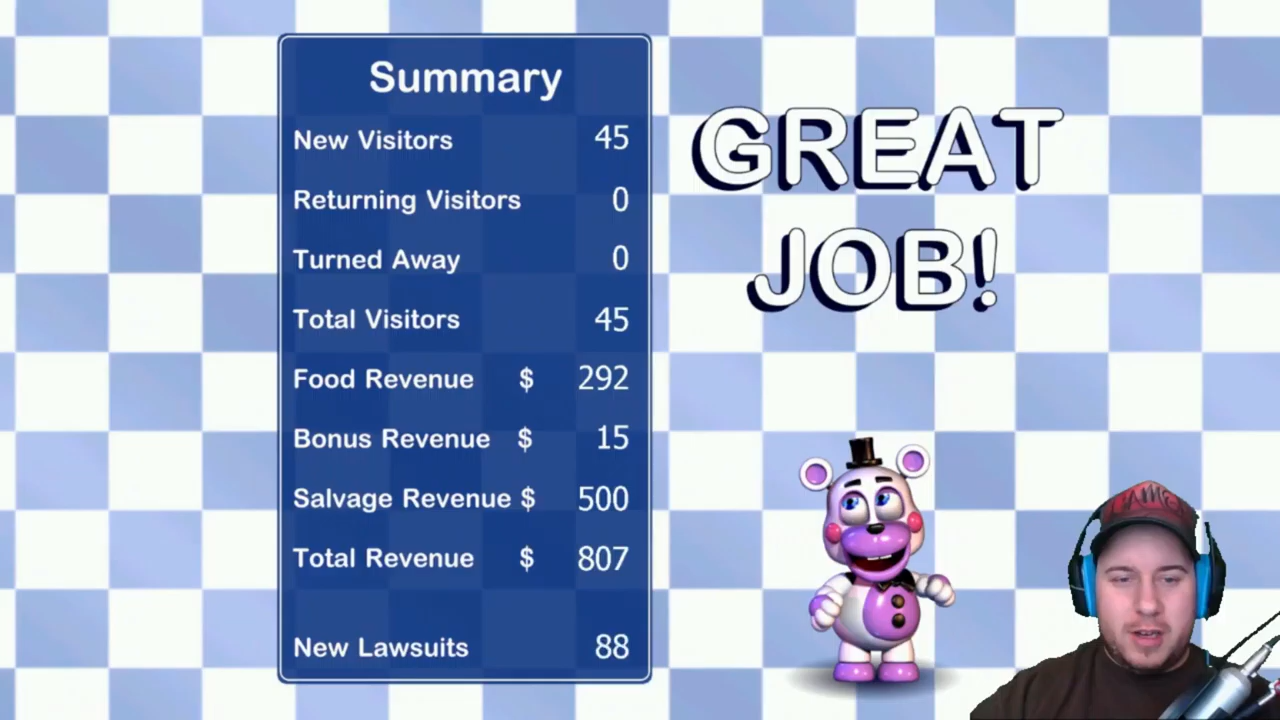 Summary
New Visitors 45
Returning Visitors 0
Turned Away 0
Total Visitors 45
Food Revenue $ 292
Bonus Revenue $ 15
Salvage Revenue $ 500
Total Revenue $ 807
New Lawsuits 88
GREAT
JOB!